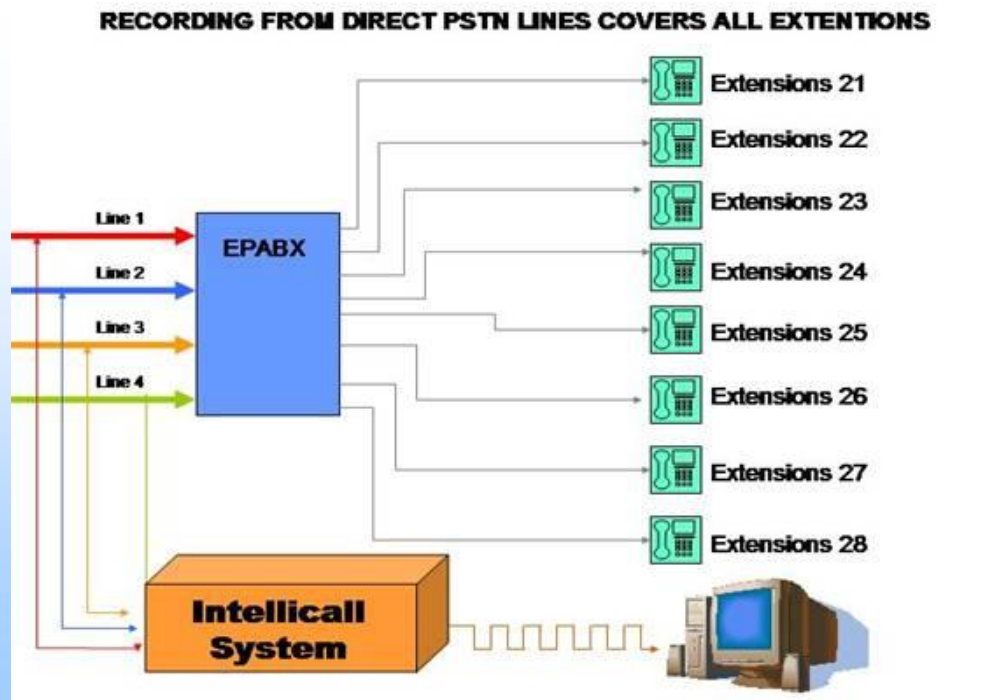 RECORDING FROM DIRECT PSTN LINES COVERS ALL EXTENTIONS
Extensions 21
Extensions 22
Extensions 23
Line 1
EPABX
Line 2
Extensions 24
Line 3
Extensions 25
Line 4
Extensions 26
Extensions 27
Extensions 28
Intellicall
System